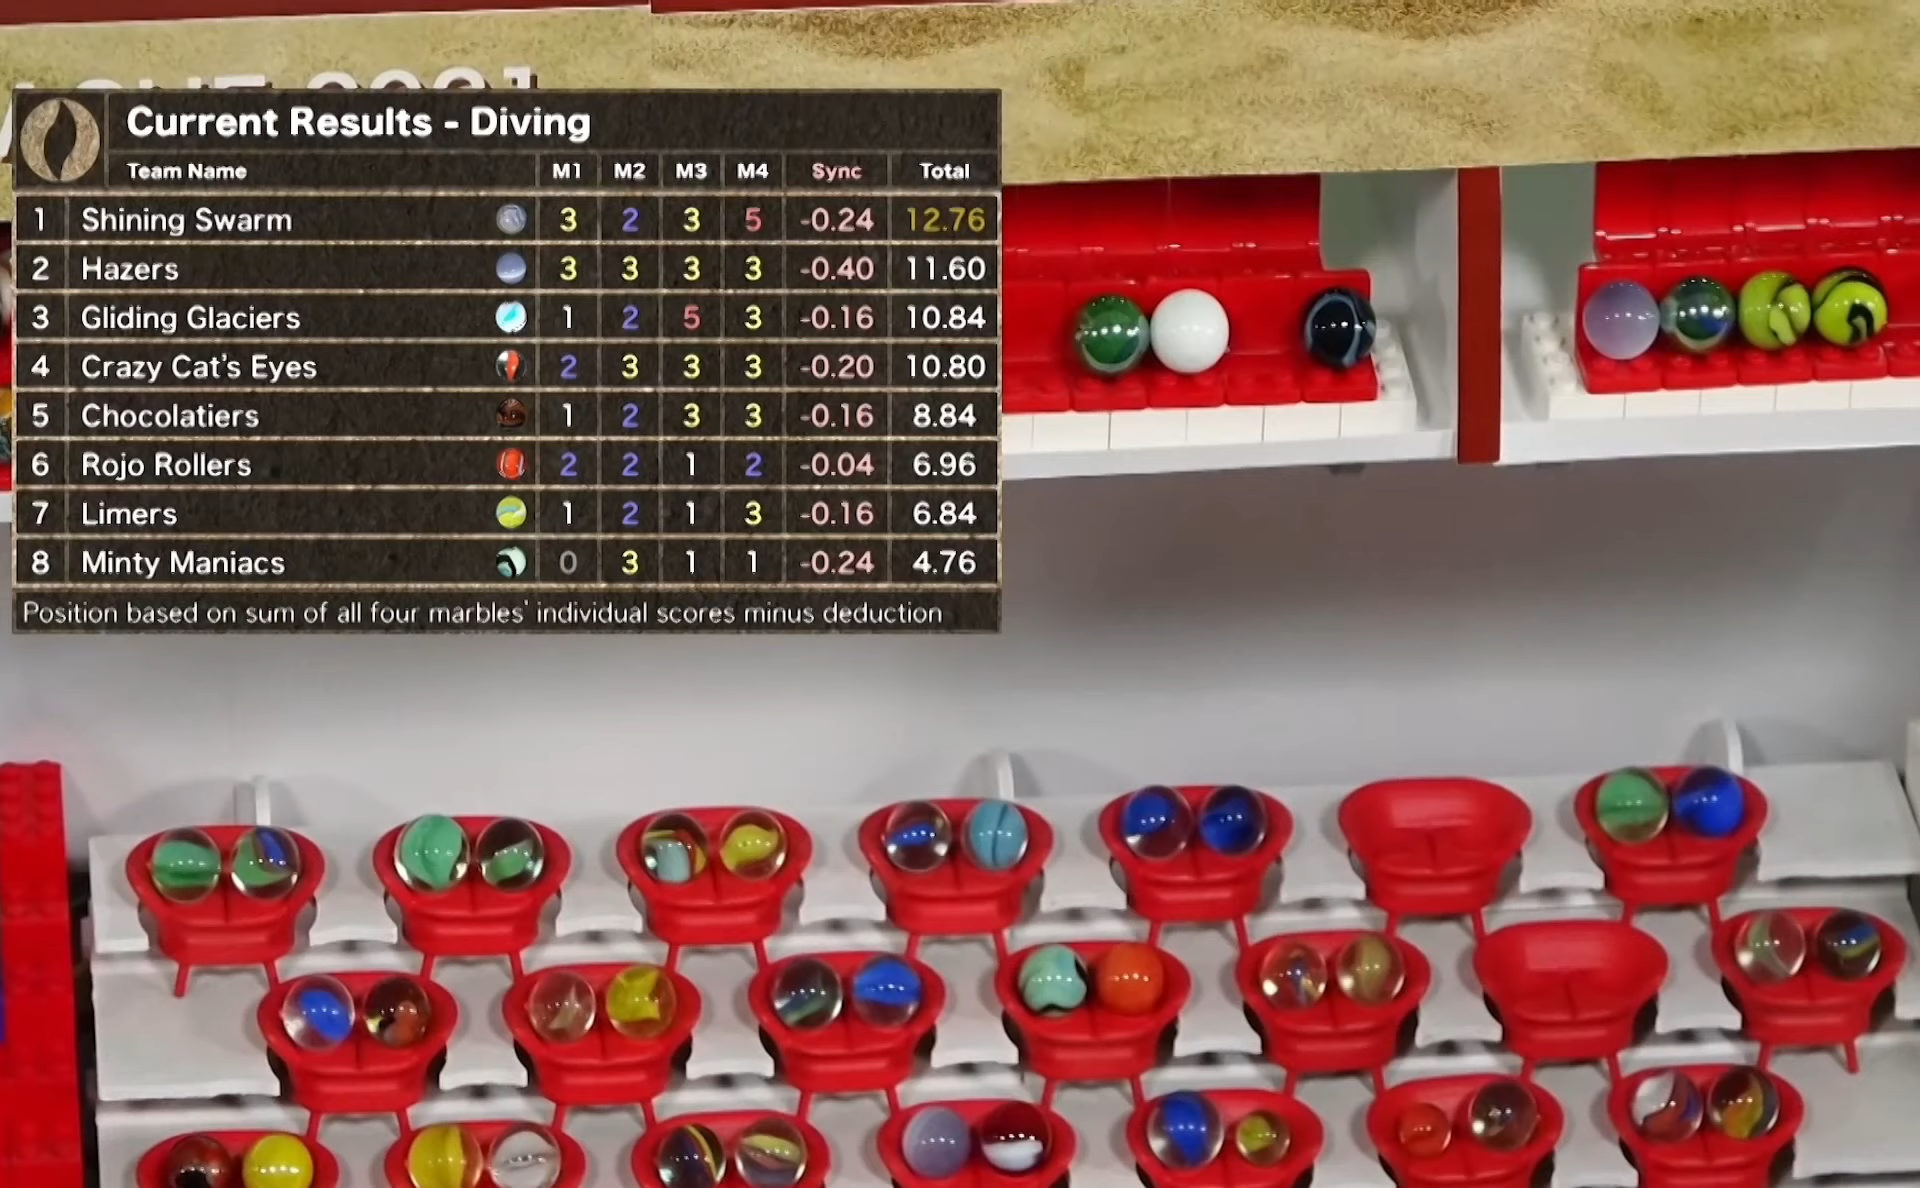 2021
Current Results - Diving
Team Name M1 M2 M3 M4 Sync Total
1 Shining Swarm 3 2 3 5 -0.24 12.76
2 Hazers 3 3 3 3 -0.40 11.60
3 Gliding Glaciers 1 2 5 3 -0.16 10.84
4 Crazy Cat's Eyes 2 3 3 3 -0.20 10.80
5 Chocolatiers 1 2 3 3 -0.16 8.84
6 Rojo Rollers 2 2 1 2 -0.04 6.96
7 Limers 1 2 1 3 -0.16 6.84
8 Minty Maniacs 0 3 1 1 -0.24 4.76
Position based on sum of all four marbles' individual scores minus deduction